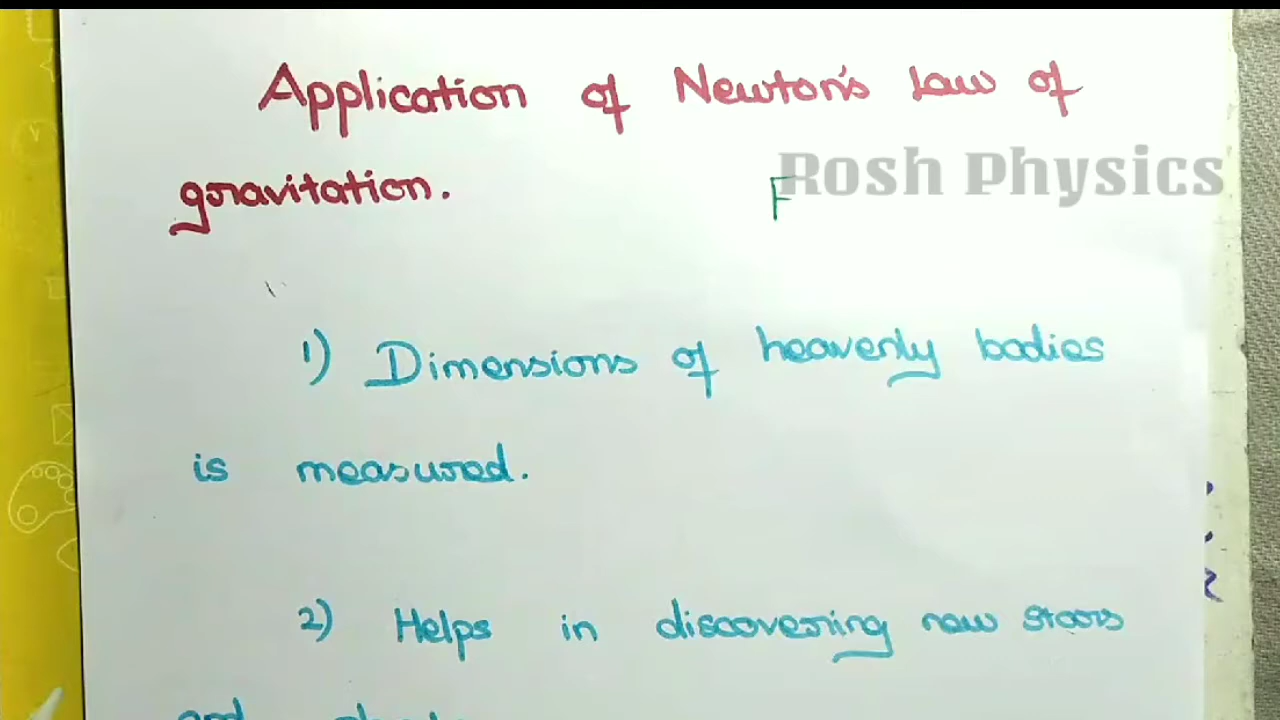 Application of Newton's Law of
Rosh Physics
gravitation. F
1) Dimensions of heavenly bodies
is measured.
2) Helps in discovering new stars
and